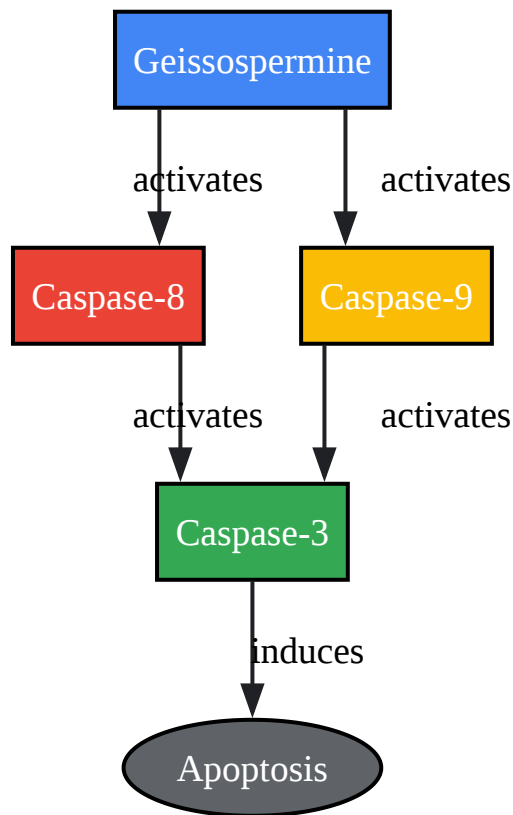 Geissospermine
activates activates
Caspase-8 Caspase-9
activates activates
Caspase-3
induces
Apoptosis